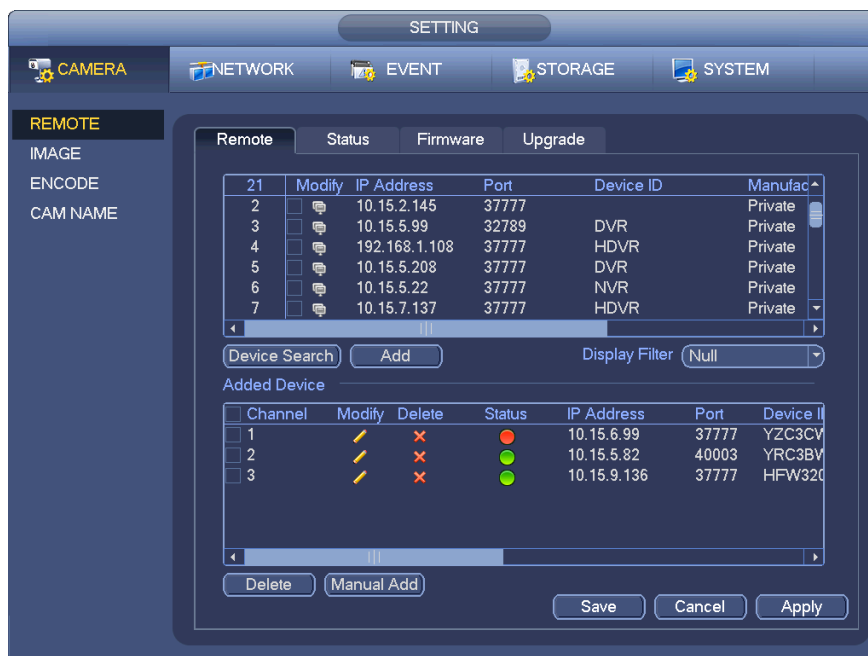 SETTING
CAMERA NETWORK EVENT STORAGE SYSTEM
REMOTE
IMAGE
ENCODE
CAM NAME
Remote Status Firmware Upgrade
21 Modify IP Address Port Device ID Manufac
2 10.15.2.145 37777 Private
3 10.15.5.99 32789 DVR Private
4 192.168.1.108 37777 HDVR Private
5 10.15.5.208 37777 DVR Private
6 10.15.5.22 37777 NVR Private
7 10.15.7.137 37777 HDVR Private
Device Search Add Display Filter Null
Added Device
Channel Modify Delete Status IP Address Port Device I
1 10.15.6.99 37777 YZC3CW
2 10.15.5.82 40003 YRC3BW
3 10.15.9.136 37777 HFW320
Delete Manual Add
Save Cancel Apply